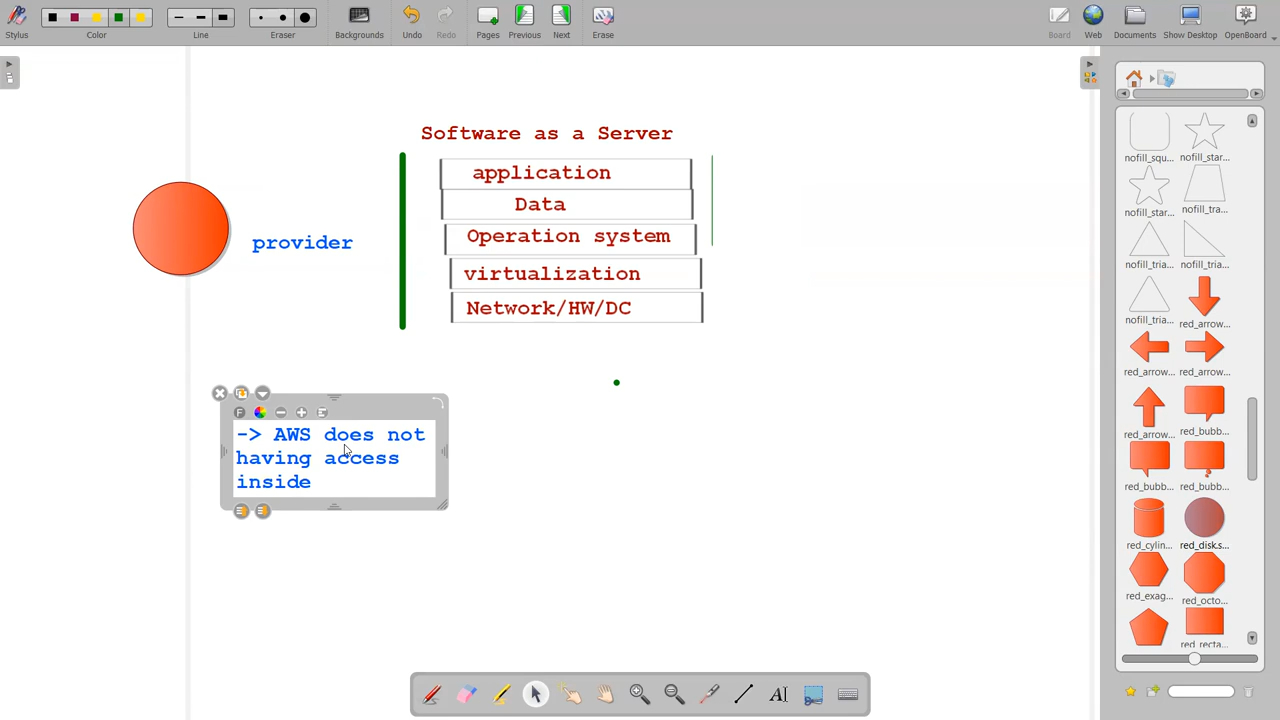 Stylus
Color
Line
Eraser
Backgrounds
Undo
Redo
Pages
Previous
Next
Erase
Board
Web
Documents
Show Desktop
OpenBoard
Software as a Server
application
Data
Operation system
virtualization
Network/HW/DC
provider
F
-> AWS does not
having access
inside
nofill_squ...
nofill_star...
nofill_star...
nofill_tra...
nofill_tria...
nofill_tria...
nofill_tria...
red_arrow...
red_arrow...
red_arrow...
red_arrow...
red_bubb...
red_bubb...
red_bubb...
red_cylin...
red_disk.s...
red_exag...
red_octo...
red_recta...
AI